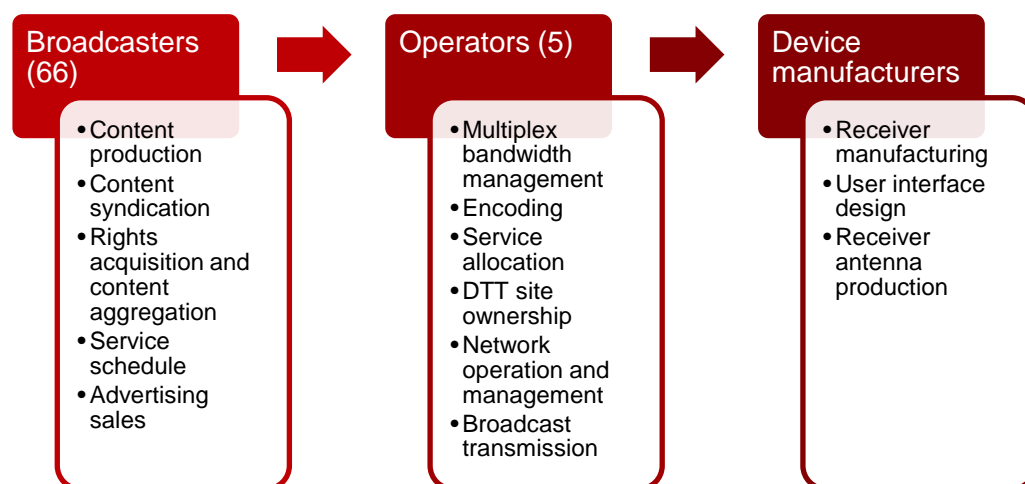 Broadcasters
(66)
•Content
production
•Content
syndication
•Rights
acquisition and
content
aggregation
•Service
schedule
•Advertising
sales
Operators (5)
•Multiplex
bandwidth
management
•Encoding
•Service
allocation
•DTT site
ownership
•Network
operation and
management
•Broadcast
transmission
Device
manufacturers
•Receiver
manufacturing
•User interface
design
•Receiver
antenna
production